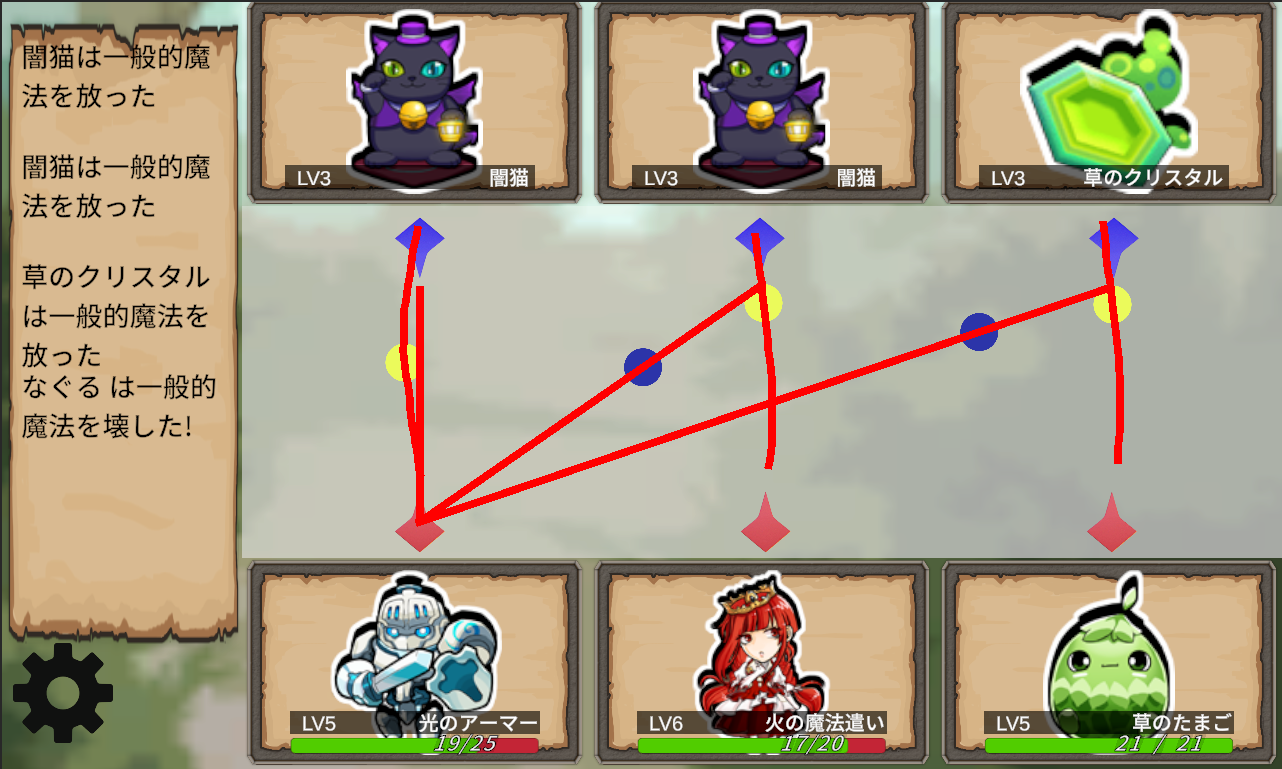 闇猫は一般的魔
法を放った
闇猫は一般的魔
法を放った
草のクリスタル
は一般的魔法を
放った
なぐる は一般的
魔法を壊した!
LV3 闇猫
LV3 闇猫
LV3 草のクリスタル
LV5 光のアーマー
19/25
LV6 火の魔法遣い
17/20
LV5 草のたまご
21 / 21